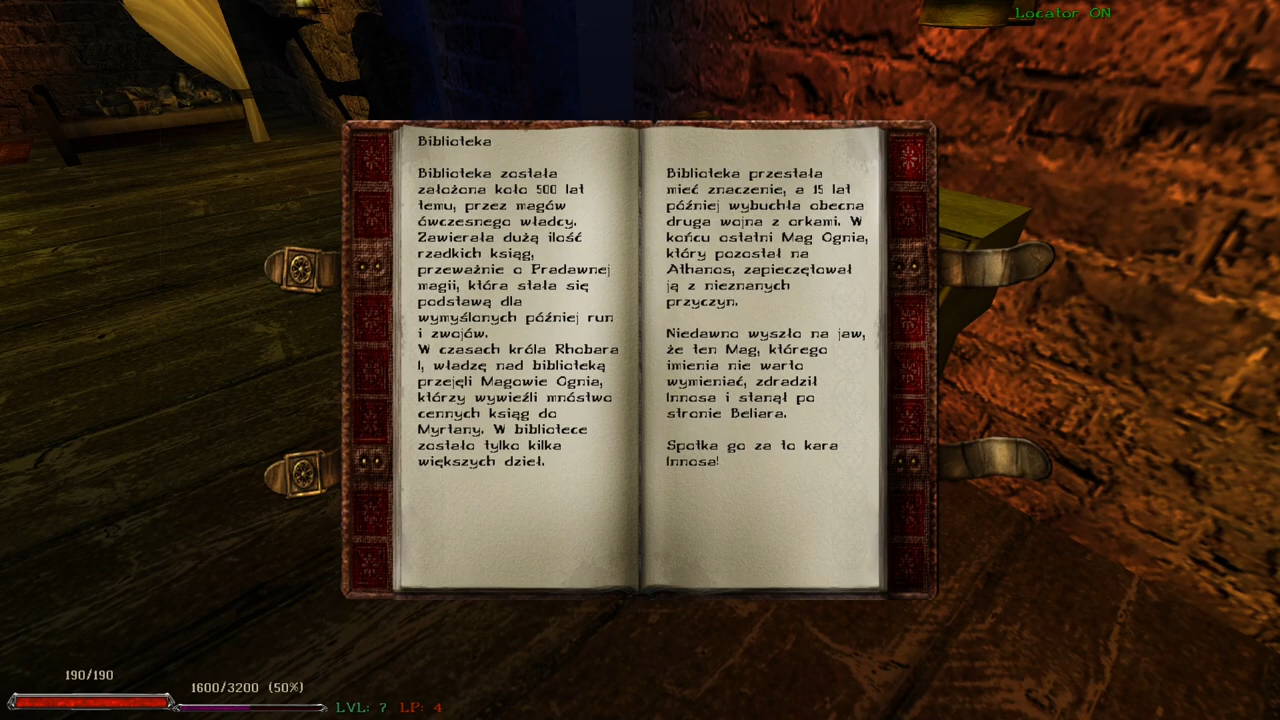 Locator ON
Biblioteka
Biblioteka została
założona koło 500 lat
temu, przez magów
ówczesnego władcy.
Zawierała dużą ilość
rzadkich ksiąg,
przeważnie o Pradawnej
magii, która stała się
podstawą dla
wymyślonych później run
i zwojów.
W czasach króla Rhobara
I, władzę nad biblioteką
przejęli Magowie Ognia,
którzy wywieźli mnóstwo
cennych ksiąg do
Myrtany. W bibliotece
zostało tylko kilka
większych dzieł.
Biblioteka przestała
mieć znaczenie, a 15 lat
później wybuchła obecna
druga wojna z orkami. W
końcu ostatni Mag Ognia,
który pozostał na
Athanos, zapieczętował
ją z nieznanych
przyczyn.
Niedawno wyszło na jaw,
że ten Mag, którego
imienia nie warto
wymieniać, zdradził
Innosa i stanął po
stronie Beliara.
Spotka go za to kara
Innosa!
190/190
1600/3200 (50%)
LVL: 7 LP: 4